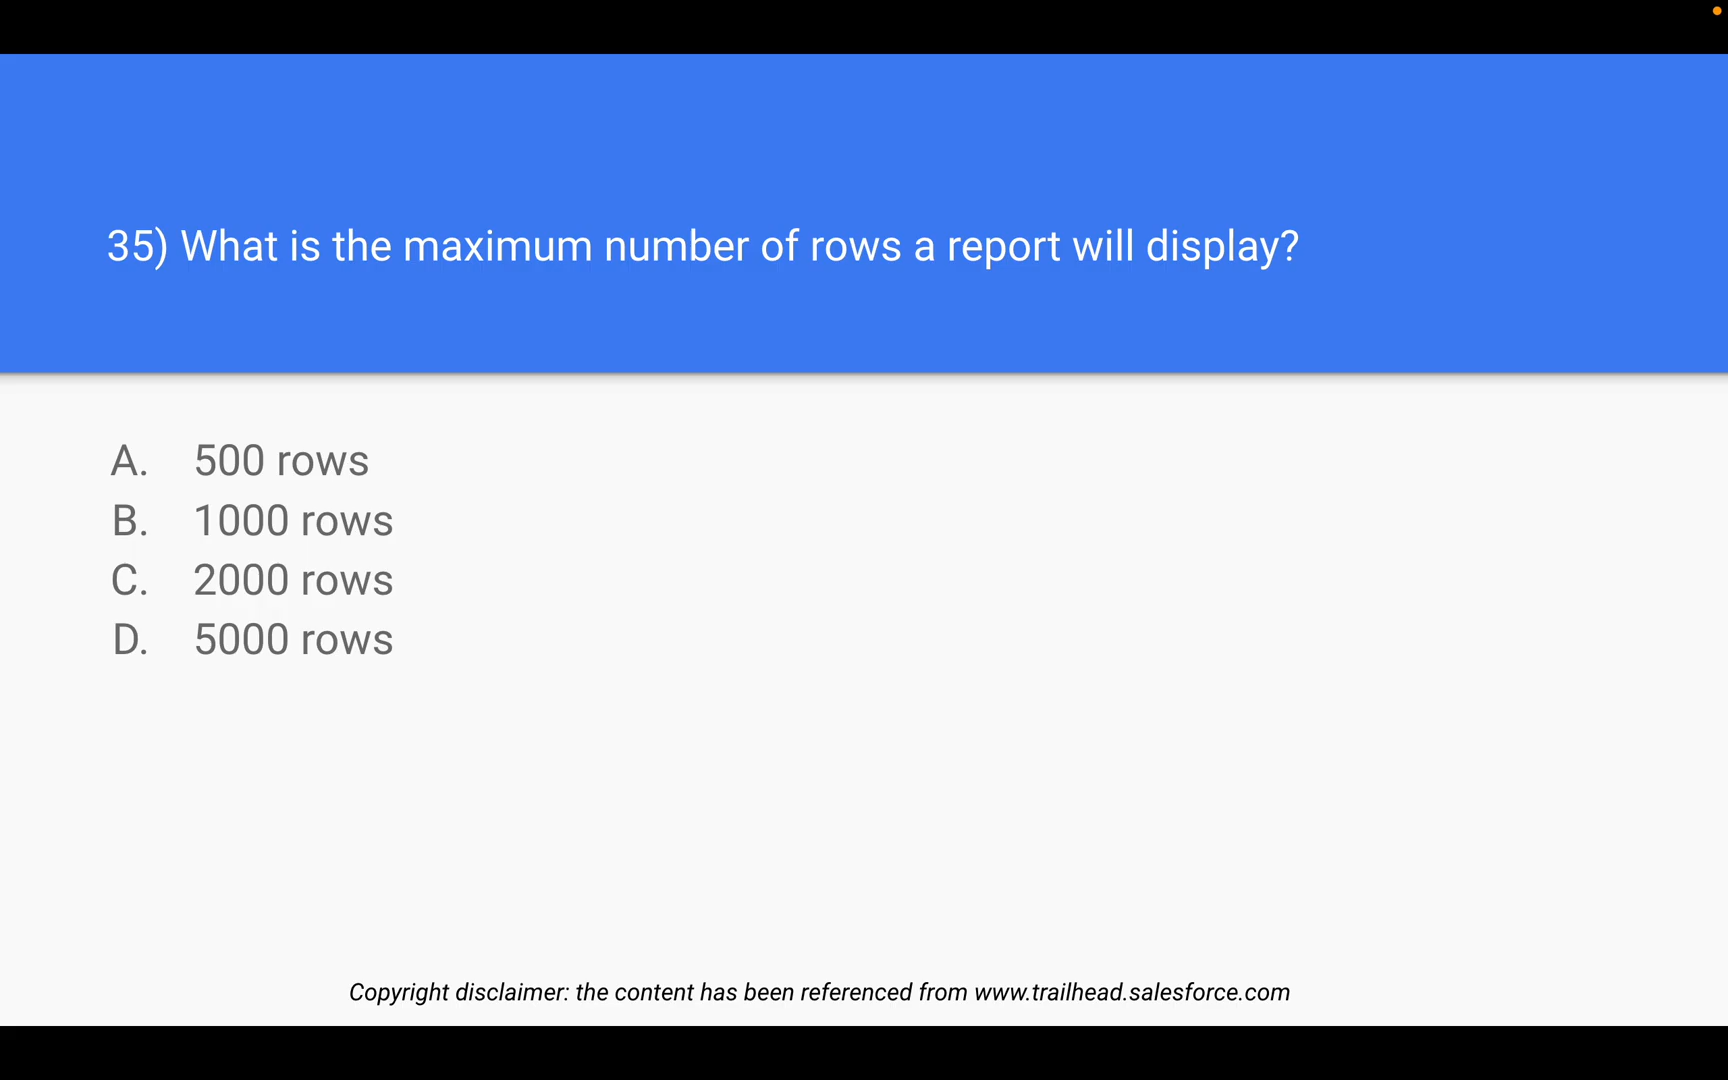 35) What is the maximum number of rows a report will display?
A. 500 rows
B. 1000 rows
C. 2000 rows
D. 5000 rows
Copyright disclaimer: the content has been referenced from www.trailhead.salesforce.com